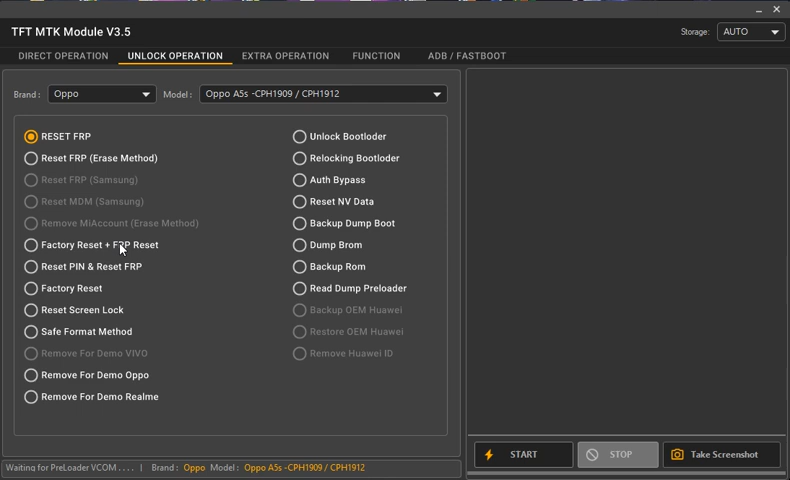 TFT MTK Module V3.5
Storage: AUTO
DIRECT OPERATION UNLOCK OPERATION EXTRA OPERATION FUNCTION ADB / FASTBOOT
Brand : Oppo Model : Oppo A5s -CPH1909 / CPH1912
RESET FRP
Reset FRP (Erase Method)
Reset FRP (Samsung)
Reset MDM (Samsung)
Remove MiAccount (Erase Method)
Factory Reset + FRP Reset
Reset PIN & Reset FRP
Factory Reset
Reset Screen Lock
Safe Format Method
Remove For Demo VIVO
Remove For Demo Oppo
Remove For Demo Realme
Unlock Bootloder
Relocking Bootloder
Auth Bypass
Reset NV Data
Backup Dump Boot
Dump Brom
Backup Rom
Read Dump Preloader
Backup OEM Huawei
Restore OEM Huawei
Remove Huawei ID
START STOP Take Screenshot
Waiting for PreLoader VCOM . . . . | Brand : Oppo Model : Oppo A5s -CPH1909 / CPH1912